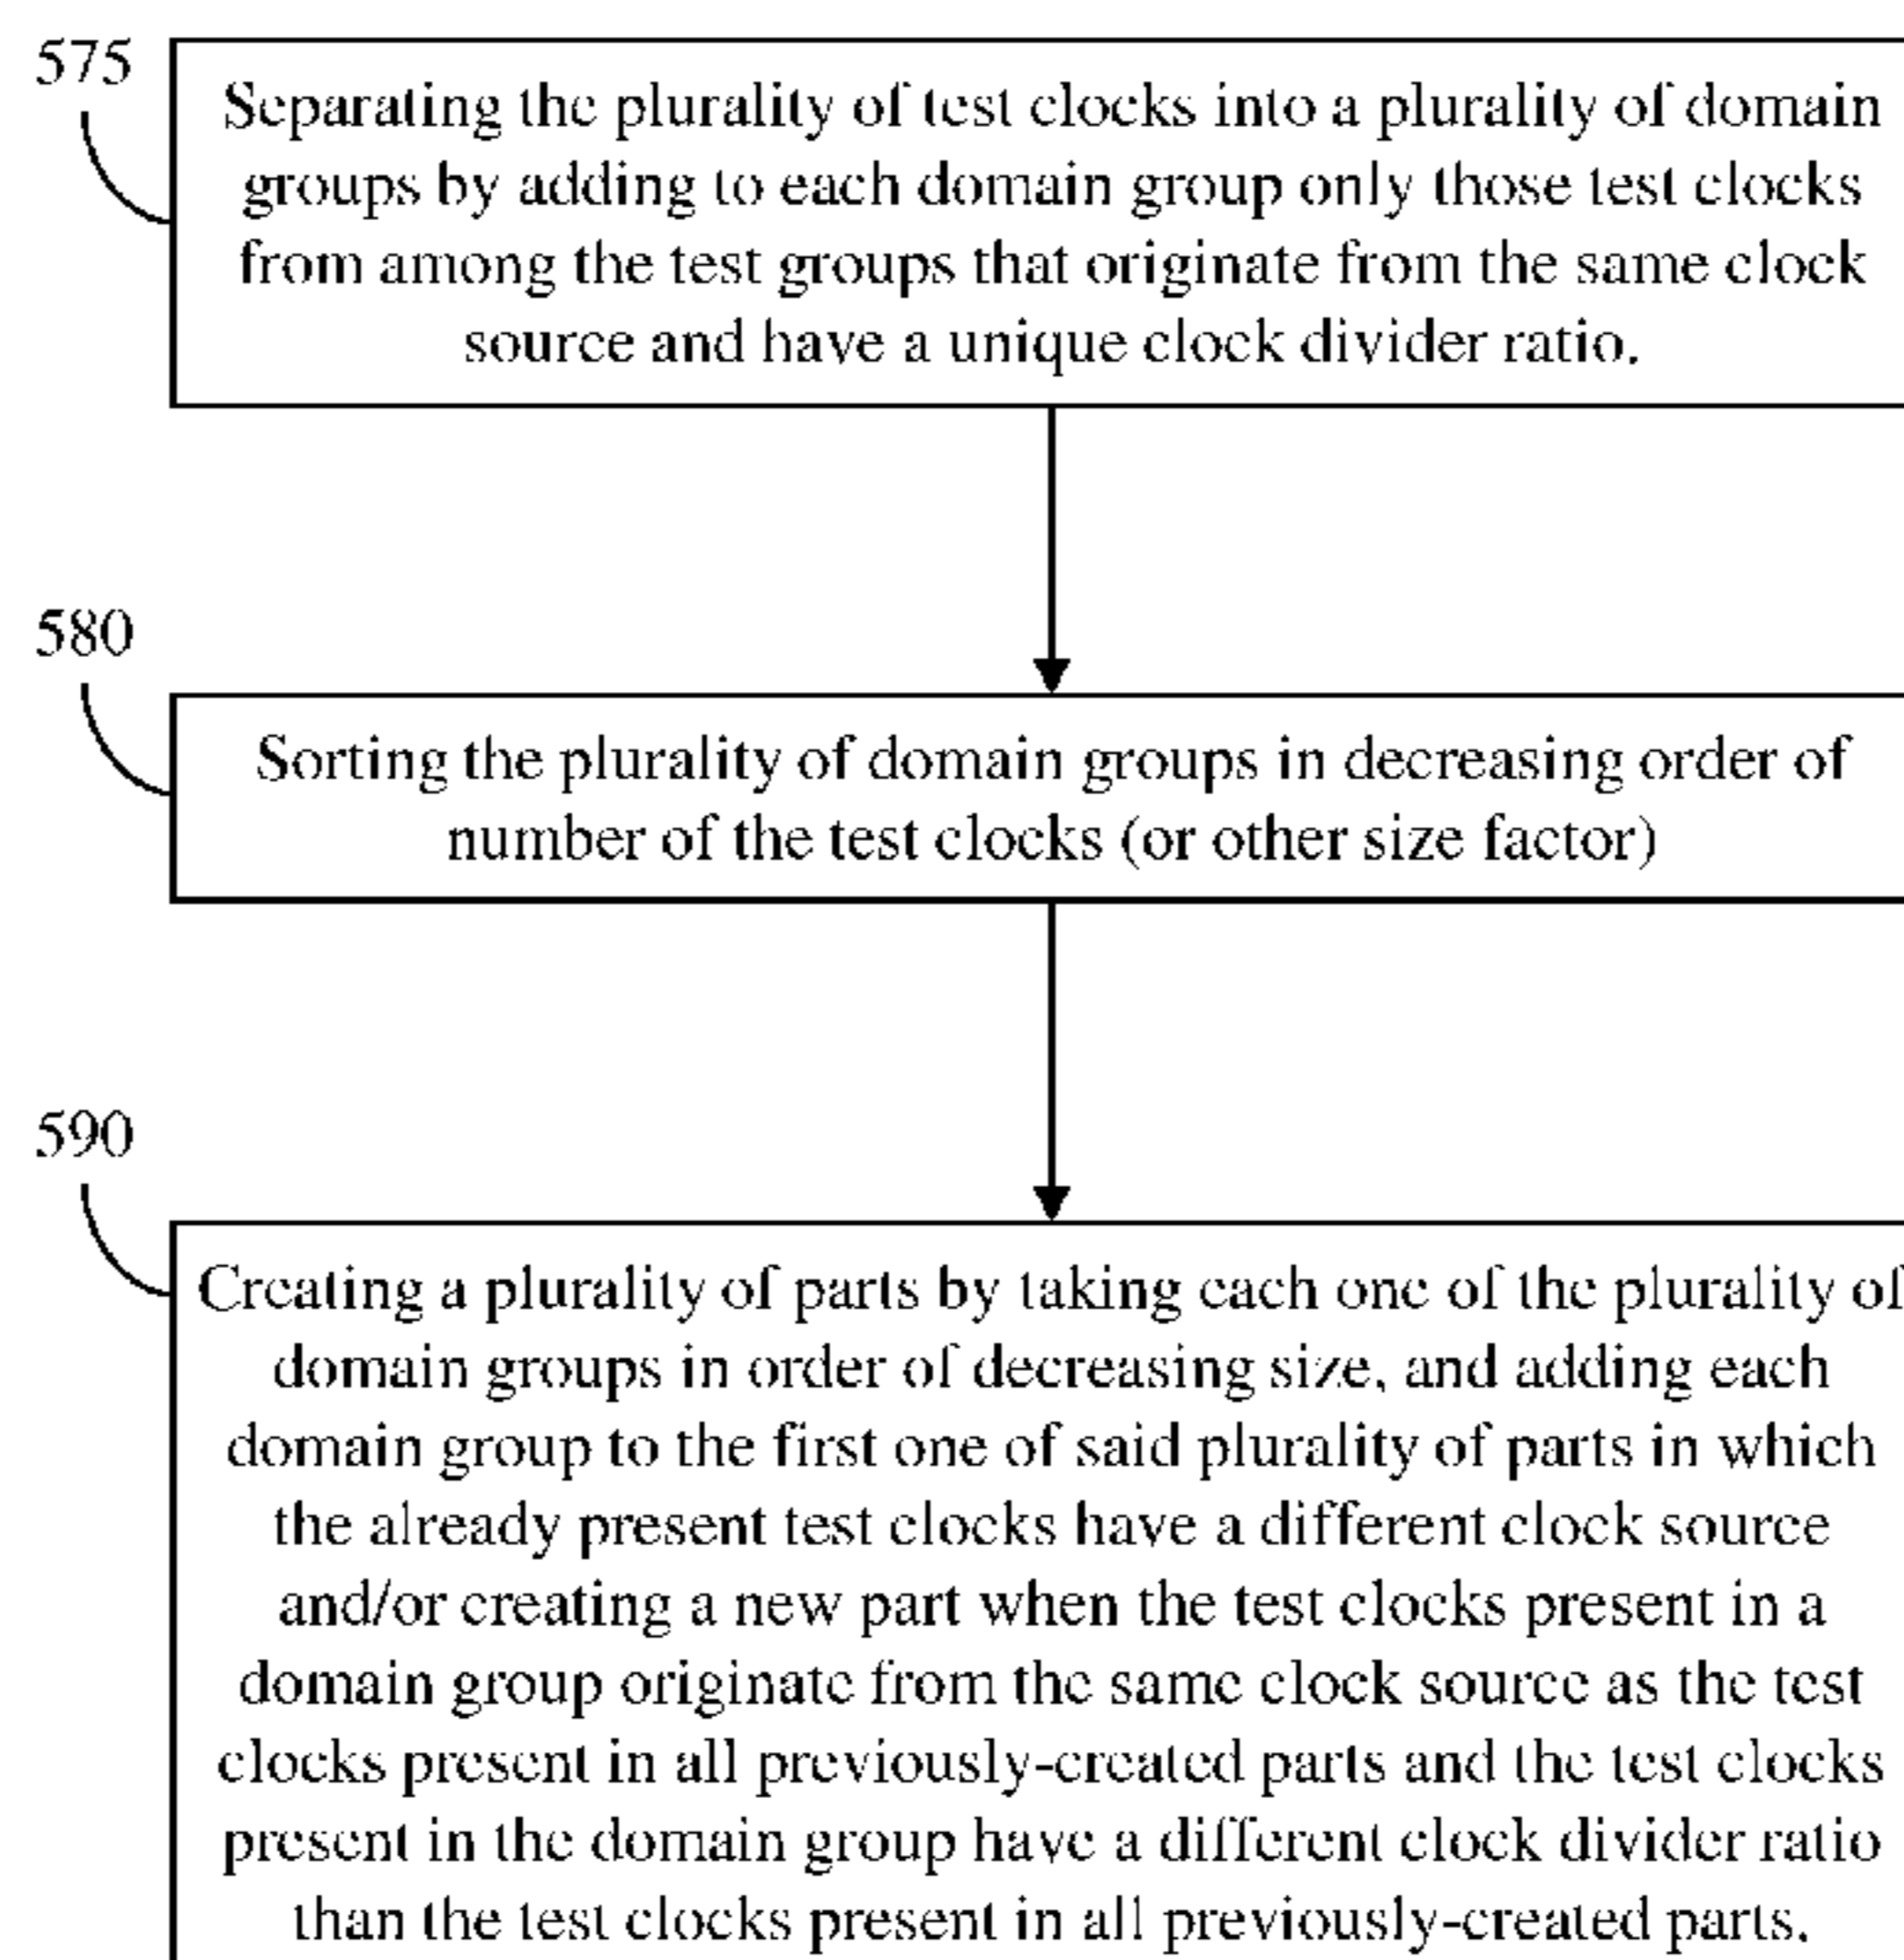 575
Separating the plurality of test clocks into a plurality of domain
groups by adding to each domain group only those test clocks
from among the test groups that originate from the same clock
source and have a unique clock divider ratio.
580
Sorting the plurality of domain groups in decreasing order of
number of the test clocks (or other size factor)
590
Creating a plurality of parts by taking each one of the plurality of
domain groups in order of decreasing size, and adding each
domain group to the first one of said plurality of parts in which
the already present test clocks have a different clock source
and/or creating a new part when the test clocks present in a
domain group originate from the same clock source as the test
clocks present in all previously-created parts and the test clocks
present in the domain group have a different clock divider ratio
than the test clocks present in all previously-created parts.